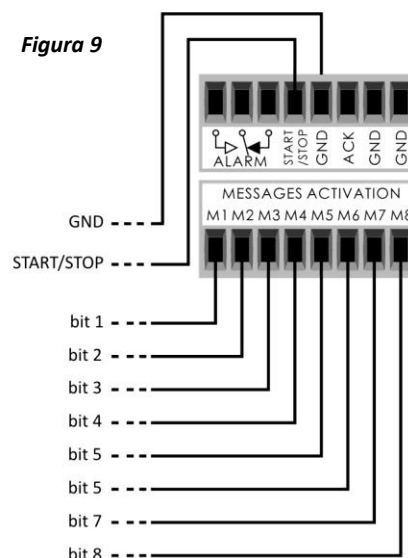 Figura 9
ALARM
START
/STOP
GND
ACK
GND
GND
MESSAGES ACTIVATION
M1 M2 M3 M4 M5 M6 M7 M8
GND
START/STOP
bit 1
bit 2
bit 3
bit 4
bit 5
bit 5
bit 7
bit 8